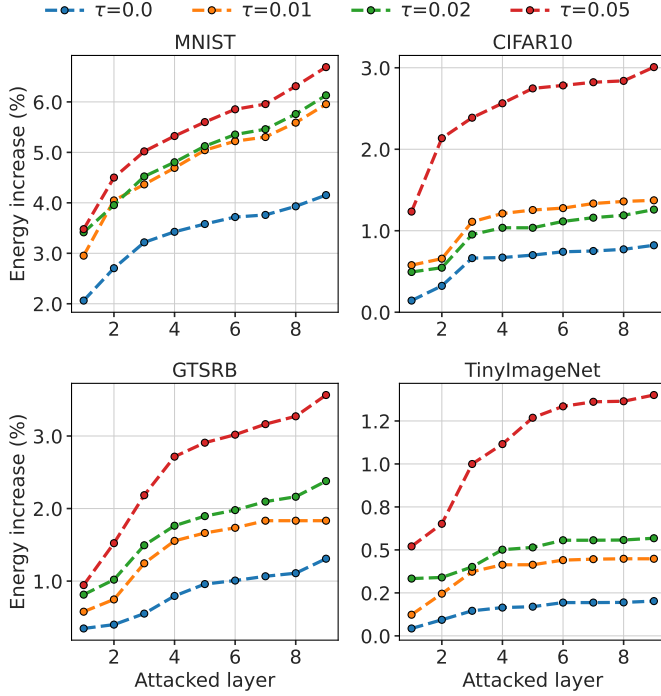 τ=0.0 τ=0.01 τ=0.02 τ=0.05
MNIST CIFAR10
Energy increase (%)
6.0
5.0
4.0
3.0
2.0
2 4 6 8
3.0
2.0
1.0
0.0
2 4 6 8
GTSRB TinyImageNet
Energy increase (%)
3.0
2.0
1.0
2 4 6 8
Attacked layer
1.2
1.0
0.8
0.5
0.2
0.0
2 4 6 8
Attacked layer